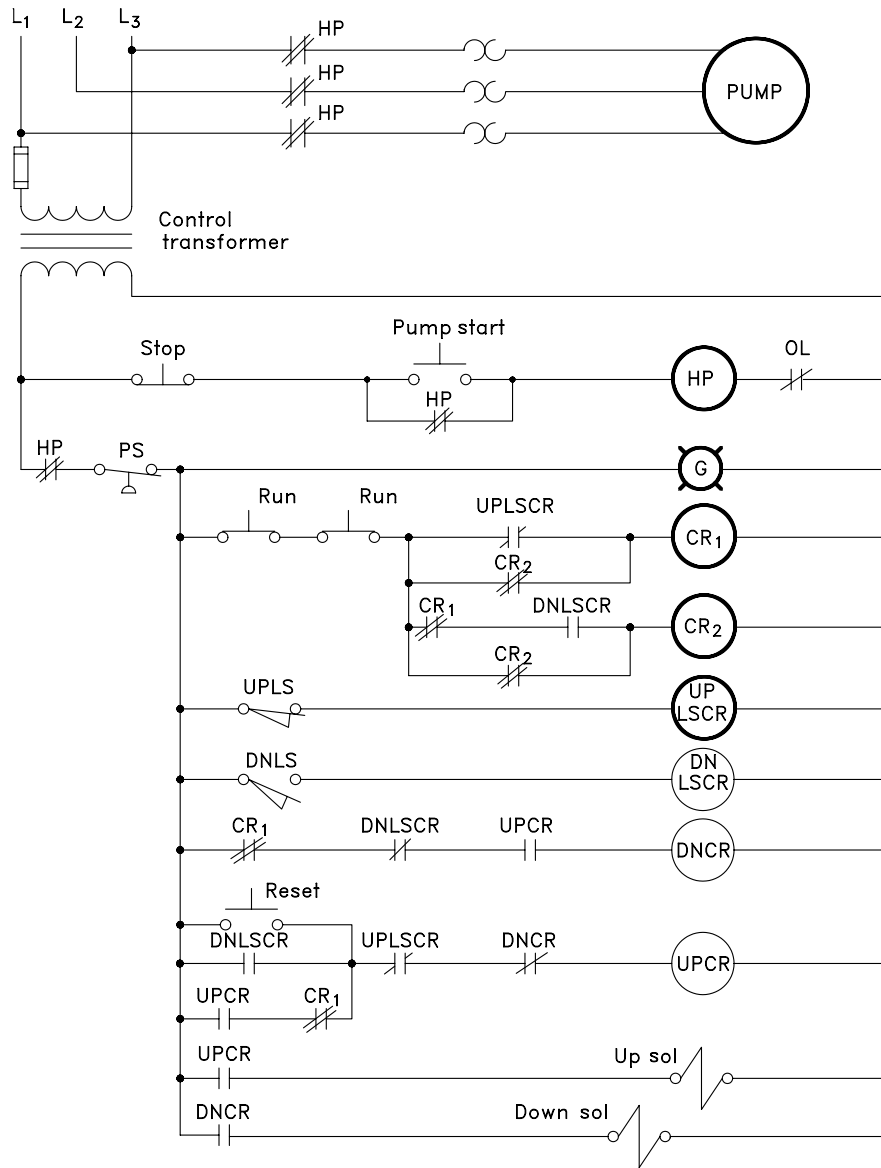 L1 L2 L3
HP
HP
HP
PUMP
Control
transformer
Pump start
Stop
OL
HP
HP
HP PS
G
Run Run
UPLSCR
CR1
CR2
CR1 DNLSCR
CR2
CR2
UPLS
UP
LSCR
DNLS
DN
LSCR
CR1 DNLSCR UPCR
DNCR
Reset
DNLSCR UPLSCR DNCR
UPCR
UPCR CR1
UPCR Up sol
DNCR Down sol